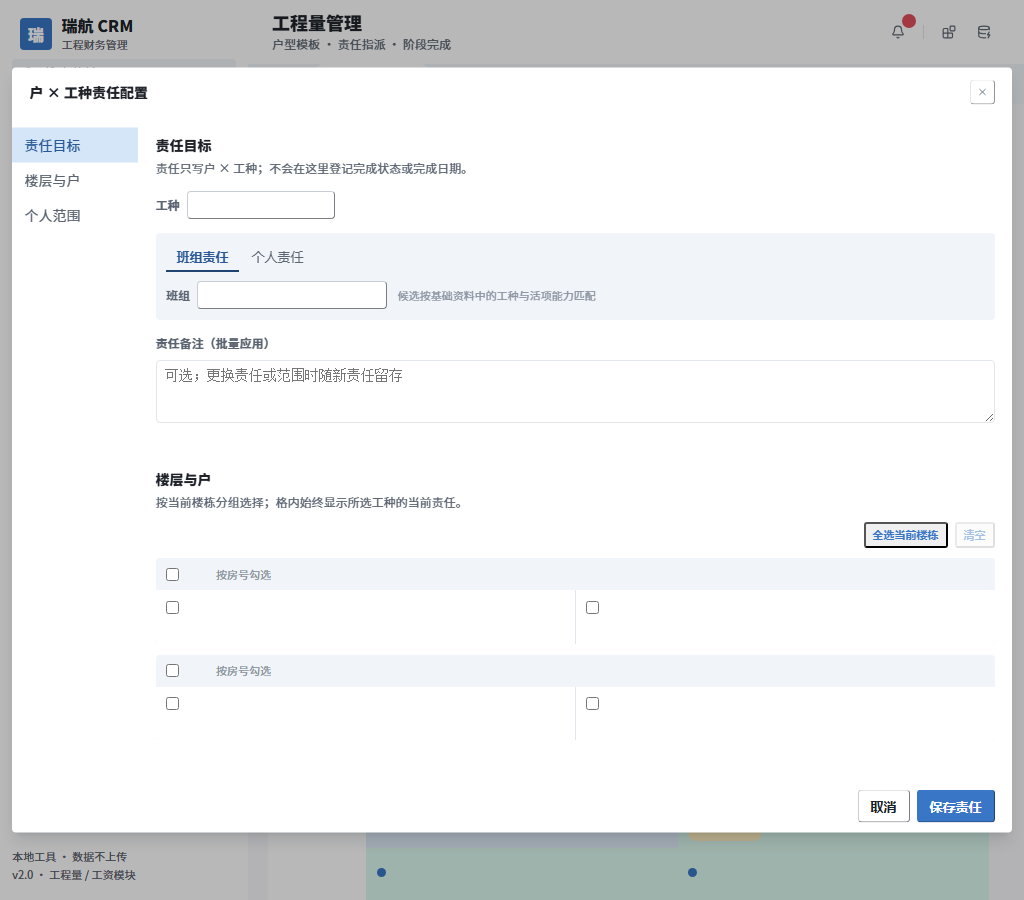 瑞
瑞航 CRM
工程财务管理
工程量管理
户型模板 · 责任指派 · 阶段完成
户 × 工种责任配置
×
责任目标
楼层与户
个人范围
责任目标
责任只写户 × 工种；不会在这里登记完成状态或完成日期。
工种
班组责任
个人责任
班组
候选按基础资料中的工种与活项能力匹配
责任备注（批量应用）
可选；更换责任或范围时随新责任留存
楼层与户
按当前楼栋分组选择；格内始终显示所选工种的当前责任。
全选当前楼栋
清空
按房号勾选
按房号勾选
取消
保存责任
本地工具 · 数据不上传
v2.0 · 工程量 / 工资模块